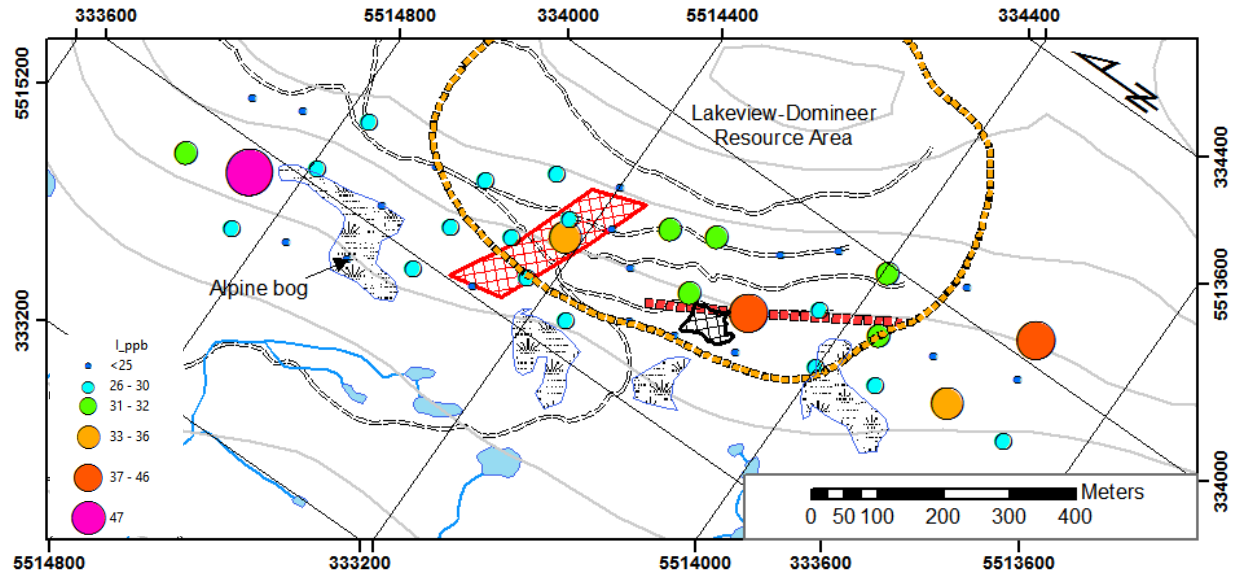 333600 5514800 334000 5514400 334400
5515200
Lakeview-Domineer
Resource Area
N
334400
Alpine bog
5513600
333200
I_ppb
<25
26 - 30
31 - 32
33 - 36
37 - 46
47
334000
Meters
0 50 100 200 300 400
5514800 333200 5514000 333600 5513600